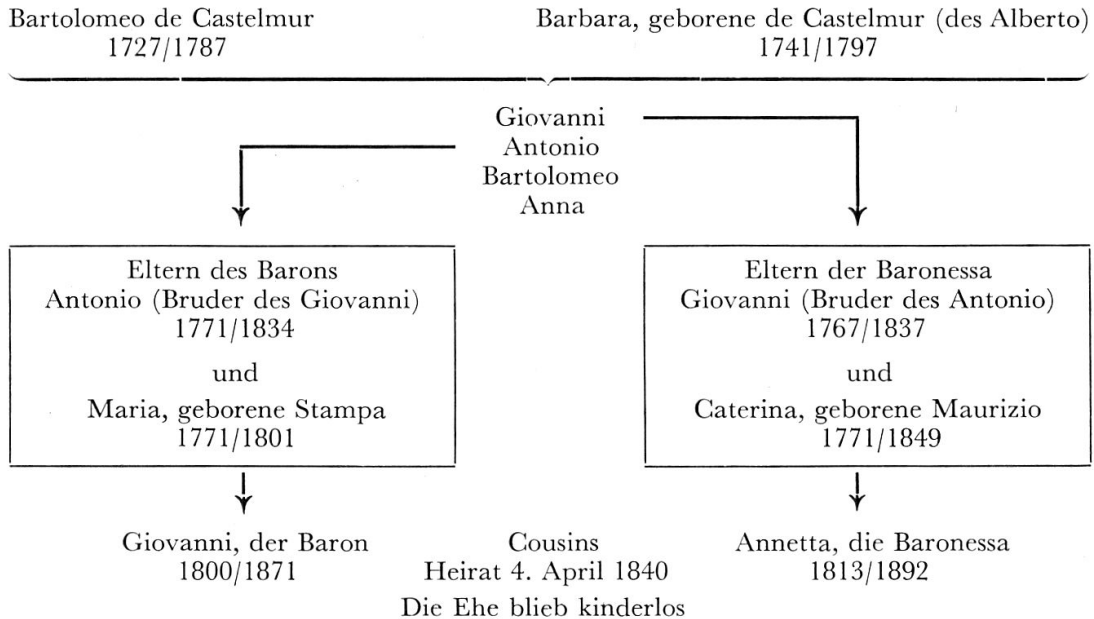 Bartolomeo de Castelmur
1727/1787
Barbara, geborene de Castelmur (des Alberto)
1741/1797
Giovanni
Antonio
Bartolomeo
Anna
Eltern des Barons
Antonio (Bruder des Giovanni)
1771/1834
und
Maria, geborene Stampa
1771/1801
Eltern der Baronessa
Giovanni (Bruder des Antonio)
1767/1837
und
Caterina, geborene Maurizio
1771/1849
Giovanni, der Baron
1800/1871
Cousins
Heirat 4. April 1840
Die Ehe blieb kinderlos
Annetta, die Baronessa
1813/1892